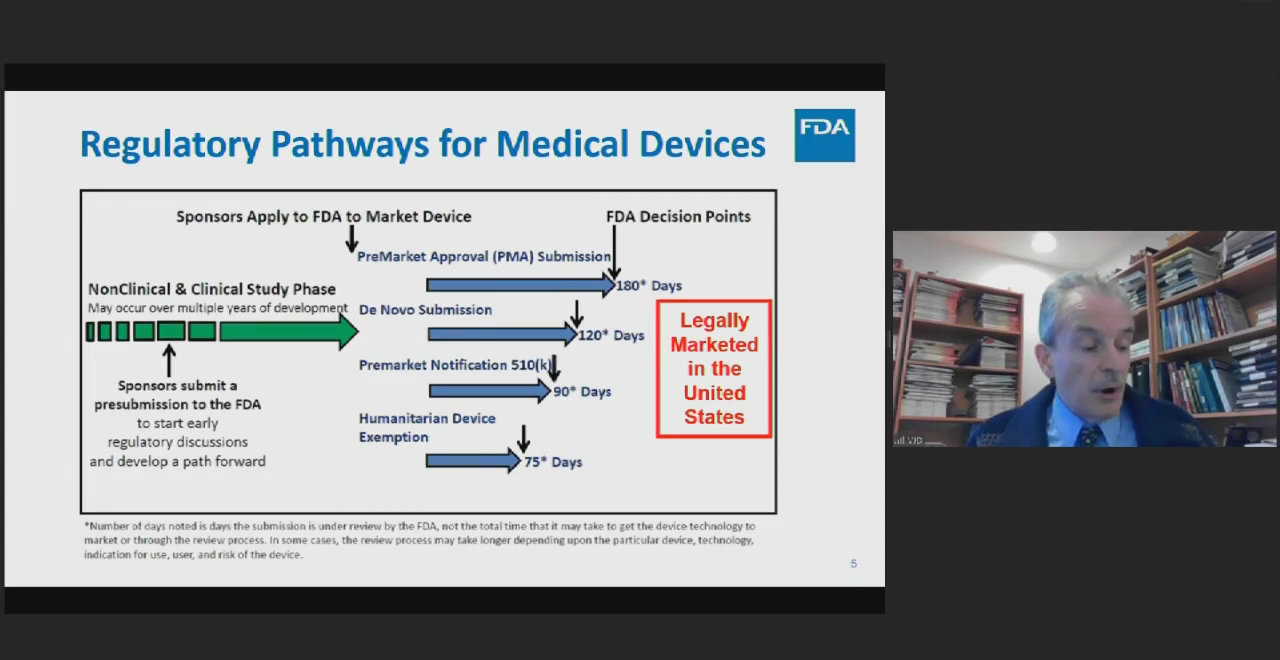 Regulatory Pathways for Medical Devices
FDA
Sponsors Apply to FDA to Market Device
FDA Decision Points
PreMarket Approval (PMA) Submission
180* Days
NonClinical & Clinical Study Phase
May occur over multiple years of development
De Novo Submission
120* Days
Premarket Notification 510(k)
90* Days
Humanitarian Device
Exemption
75* Days
Sponsors submit a
presubmission to the FDA
to start early
regulatory discussions
and develop a path forward
Legally
Marketed
in the
United
States
*Number of days noted is days the submission is under review by the FDA, not the total time that it may take to get the device technology to
market or through the review process. In some cases, the review process may take longer depending upon the particular device, technology,
indication for use, user, and risk of the device.
5